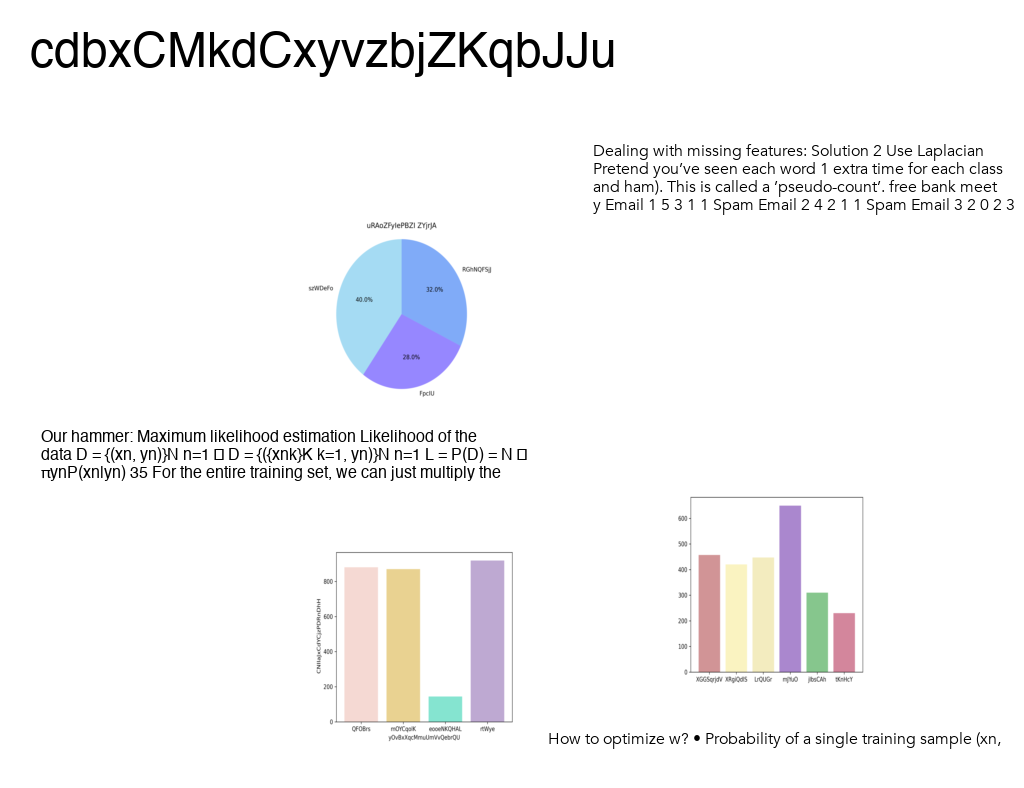 cdbxCMkdCxyvzbjZKqbJJu
Dealing with missing features: Solution 2 Use Laplacian
Pretend you've seen each word 1 extra time for each class
and ham). This is called a 'pseudo-count'. free bank meet
y Email 1 5 3 1 1 Spam Email 2 4 2 1 1 Spam Email 3 2 0 2 3
szWDeFo
40.0%
32.0%
28.0%
FpclU
Our hammer: Maximum likelihood estimation Likelihood of the
data D = {(xn, yn)}N n=1 D = {({xnk}K k=1, yn)}N n=1 L = P(D) = N
πynP(xn|yn) 35 For the entire training set, we can just multiply the
600
500
400
300
200
100
0
XGGSqrjdV XRglQdlS LrQUGr mJYuO jbsCAh tKnHcY
800
600
400
200
0
QFOBrs mOYCqolK eooeNKQHAL rtWye
yOvBxXqcMmuUmVvQebrQU
How to optimize w? • Probability of a single training sample (xn,